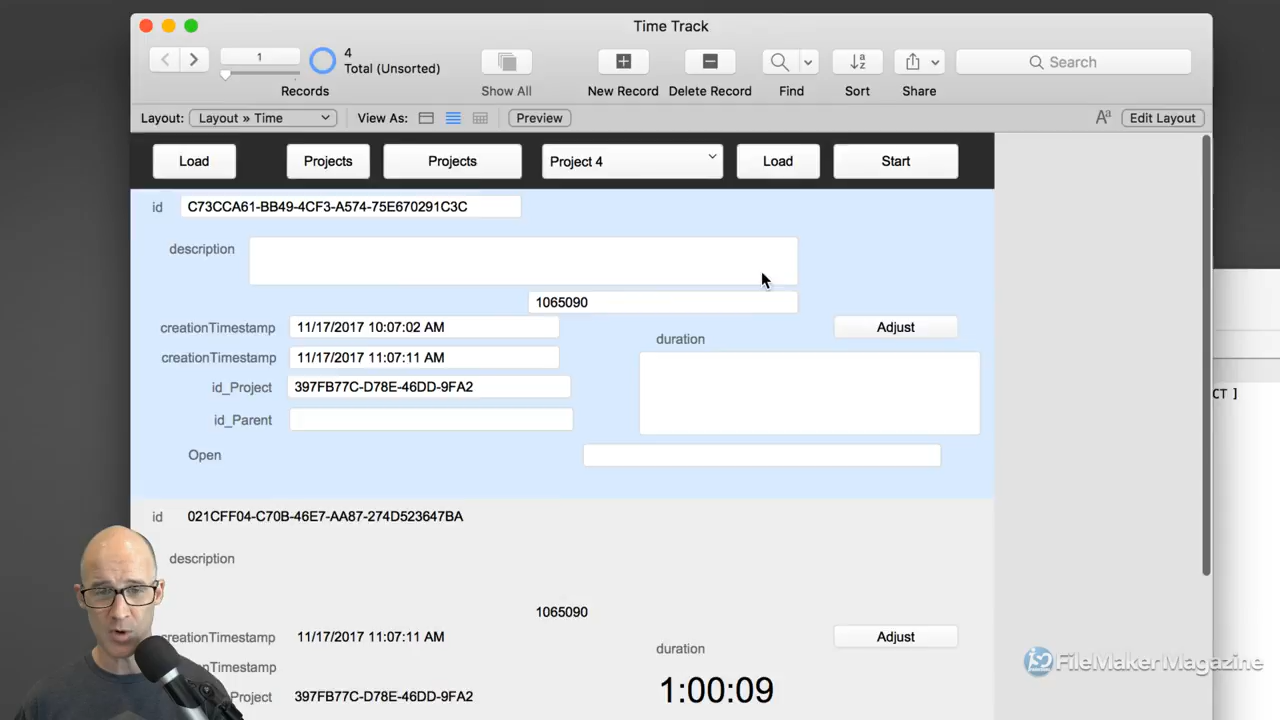 Time Track
1
4
Total (Unsorted)
Records
Show All
New Record
Delete Record
Find
Sort
Share
Search
Layout:
Layout » Time
View As:
Preview
Aª
Edit Layout
Load
Projects
Projects
Project 4
Load
Start
id
C73CCA61-BB49-4CF3-A574-75E670291C3C
description
1065090
creationTimestamp
11/17/2017 10:07:02 AM
duration
Adjust
creationTimestamp
11/17/2017 11:07:11 AM
id_Project
397FB77C-D78E-46DD-9FA2
CT ]
id_Parent
Open
id
021CFF04-C70B-46E7-AA87-274D523647BA
description
1065090
creationTimestamp
11/17/2017 11:07:11 AM
duration
Adjust
Timestamp
Project
397FB77C-D78E-46DD-9FA2
1:00:09
FileMakerMagazine